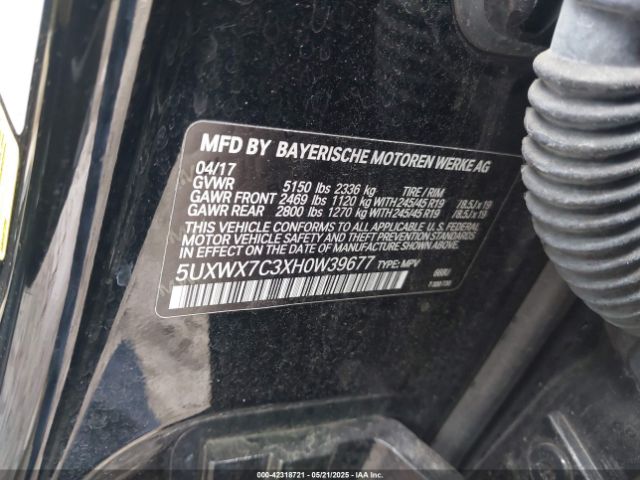 MFD BY BAYERISCHE MOTOREN WERKE AG
04/17
GVWR 5150 lbs 2336 kg TIRE / RIM
GAWR FRONT 2469 lbs 1120 kg WITH 245/45 R19 /8.5J x 19
GAWR REAR 2800 lbs 1270 kg WITH 245/45 R19 /8.5J x 19
THIS VEHICLE CONFORMS TO ALL APPLICABLE U.S. FEDERAL
MOTOR VEHICLE SAFETY AND THEFT PREVENTION STANDARDS
IN EFFECT ON THE DATE OF MANUFACTURE SHOWN ABOVE.
5UXWX7C3XH0W39677 TYPE: MPV
000-42318721 - 05/21/2025 - IAAI.COM